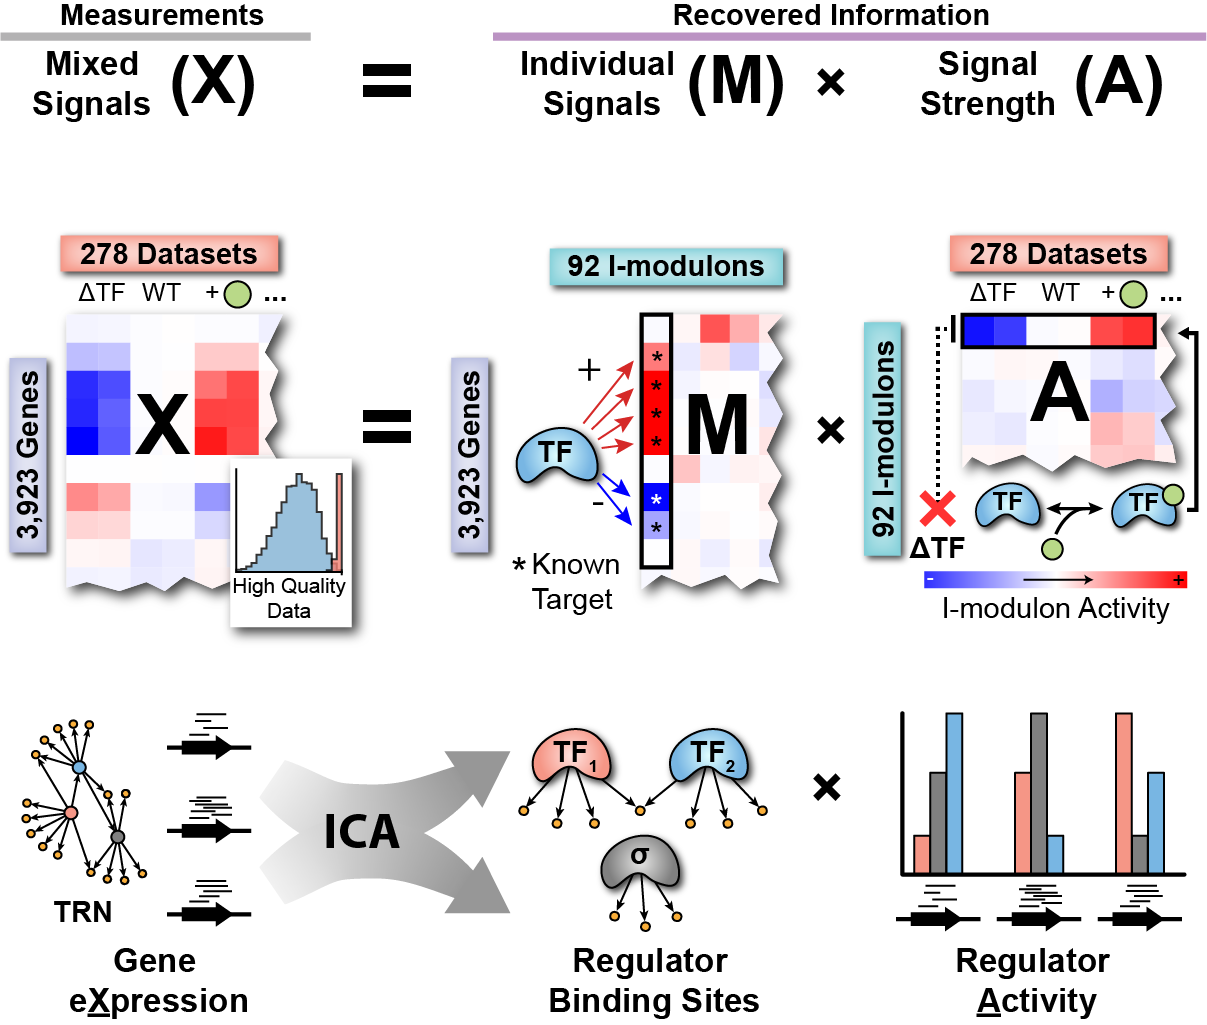 Measurements
Recovered Information
Mixed
Signals
(X)
=
Individual
Signals
(M)
×
Signal
Strength
(A)
278 Datasets
ΔTF WT + ...
3,923 Genes
X
High Quality
Data
=
92 I-modulons
3,923 Genes
+
TF
-
*
*
*
*
*
*
M
* Known
Target
×
278 Datasets
ΔTF WT + ...
92 I-modulons
A
TF
TF
ΔTF
- +
I-modulon Activity
TRN
ICA
TF1
TF2
σ
×
Gene
eXpression
Regulator
Binding Sites
Regulator
Activity